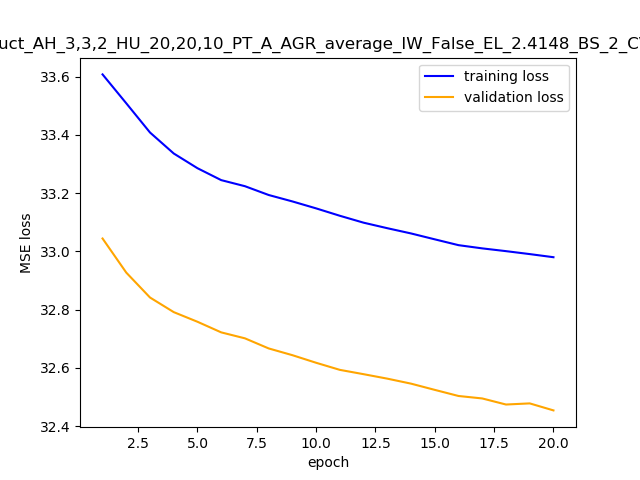 uct_AH_3,3,2_HU_20,20,10_PT_A_AGR_average_IW_False_EL_2.4148_BS_2_C
33.6
33.4
33.2
33.0
32.8
32.6
32.4
MSE loss
training loss
validation loss
2.5 5.0 7.5 10.0 12.5 15.0 17.5 20.0
epoch